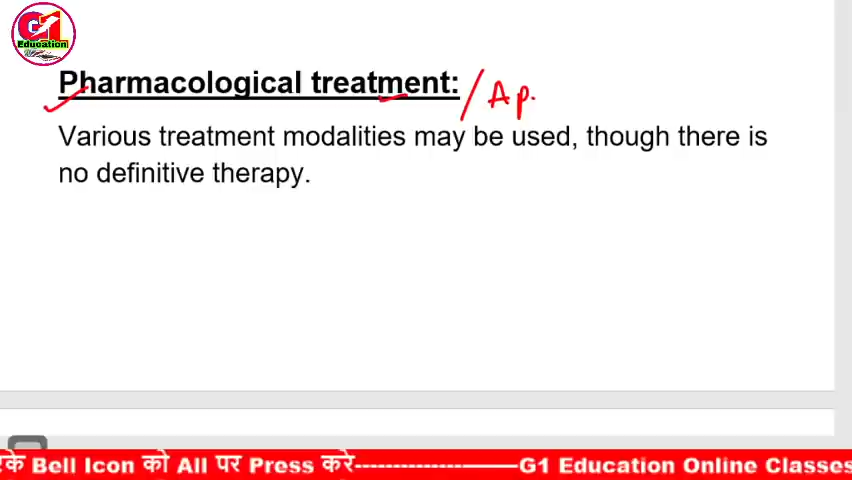 G1
Education
Pharmacological treatment: / Ap.
Various treatment modalities may be used, though there is
no definitive therapy.
Bell Icon को All पर Press करे-----------------------G1 Education Online Classes